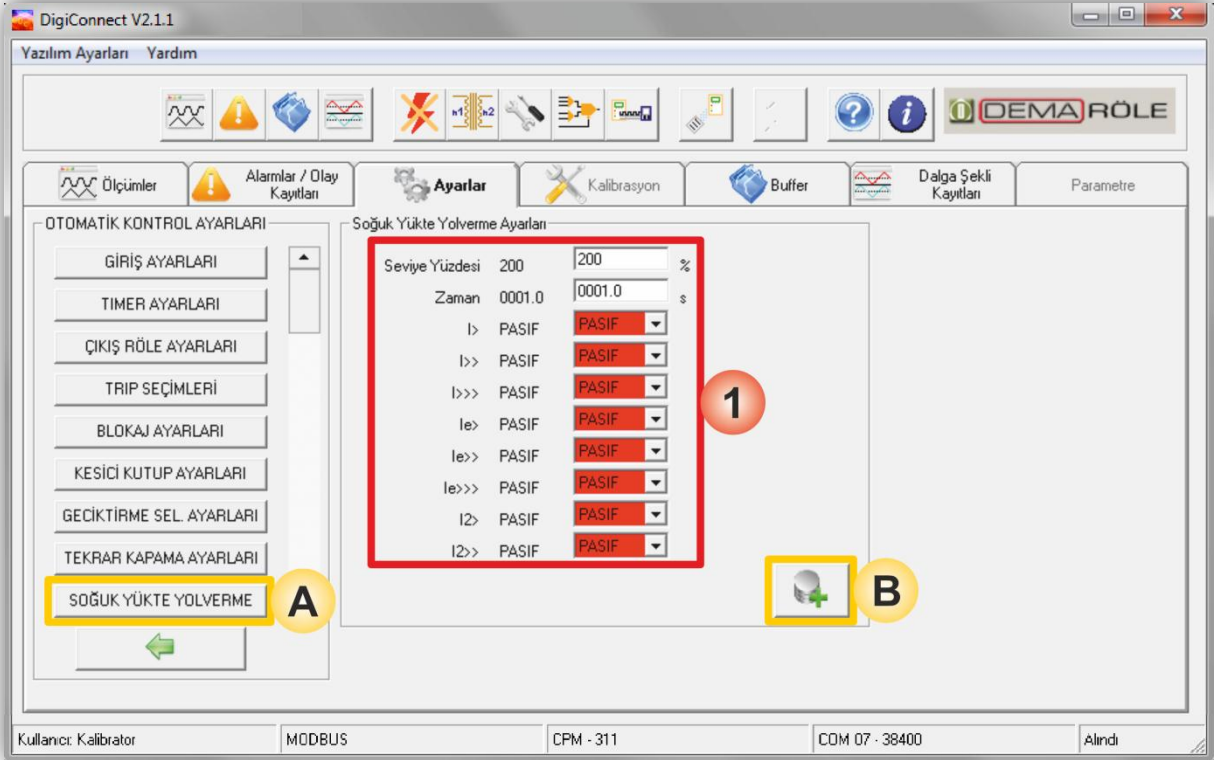 DigiConnect V2.1.1
Yazılım Ayarları Yardım
n1 n2
DEMA RÖLE
Ölçümler
Alarmlar / Olay
Kayıtları
Ayarlar
Kalibrasyon
Buffer
Dalga Şekli
Kayıtları
Parametre
OTOMATİK KONTROL AYARLARI
GİRİŞ AYARLARI
TIMER AYARLARI
ÇIKIŞ RÖLE AYARLARI
TRIP SEÇİMLERİ
BLOKAJ AYARLARI
KESİCİ KUTUP AYARLARI
GECİKTİRME SEL. AYARLARI
TEKRAR KAPAMA AYARLARI
SOĞUK YÜKTE YOLVERME
A
Soğuk Yükte Yolverme Ayarları
Seviye Yüzdesi 200 200 %
Zaman 0001.0 0001.0 s
I> PASIF PASIF
I>> PASIF PASIF
I>>> PASIF PASIF
Ie> PASIF PASIF
Ie>> PASIF PASIF
Ie>>> PASIF PASIF
I2> PASIF PASIF
I2>> PASIF PASIF
1
B
Kullanıcı: Kalibrator MODBUS CPM - 311 COM 07 - 38400 Alındı